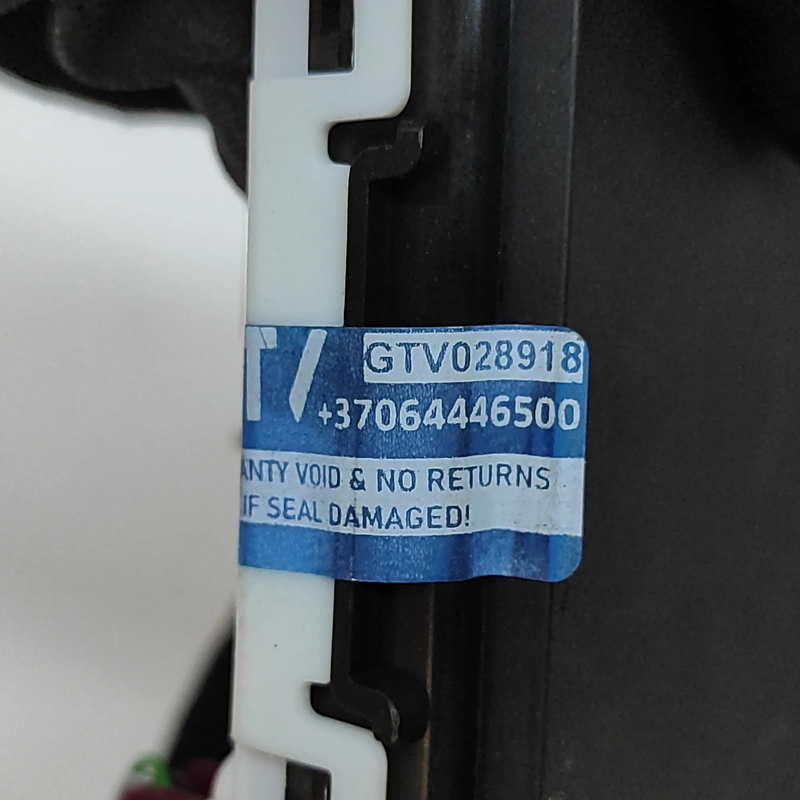 GTV028918
+37064446500
ANTY VOID & NO RETURNS
IF SEAL DAMAGED!